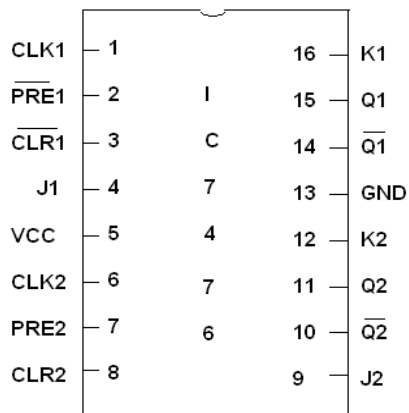 CLK1 1 16 K1
PRE1 2 I 15 Q1
CLR1 3 C 14 Q1
J1 4 7 13 GND
VCC 5 4 12 K2
CLK2 6 7 11 Q2
PRE2 7 6 10 Q2
CLR2 8 9 J2